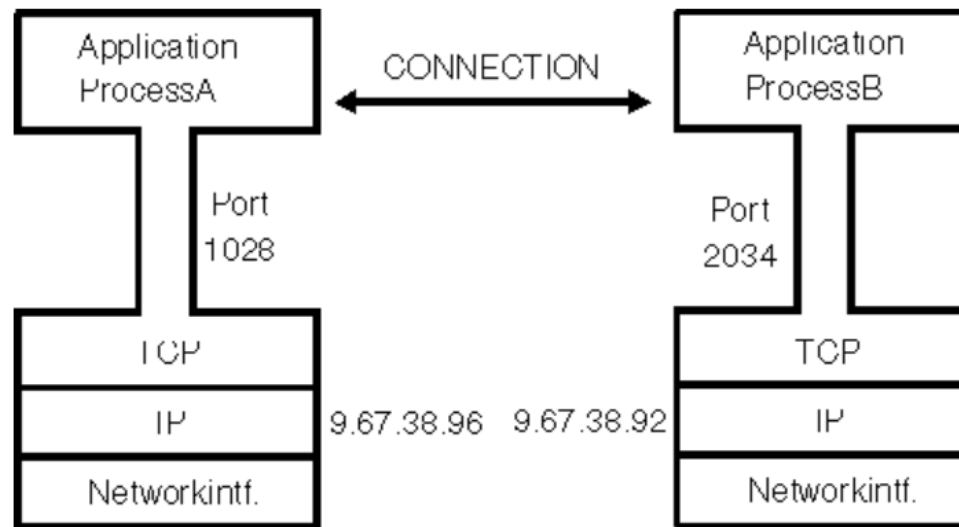 Application
ProcessA
CONNECTION
Application
ProcessB
Port
1028
Port
2034
TCP
TCP
IP
9.67.38.96
9.67.38.92
IP
Networkintf.
Networkintf.